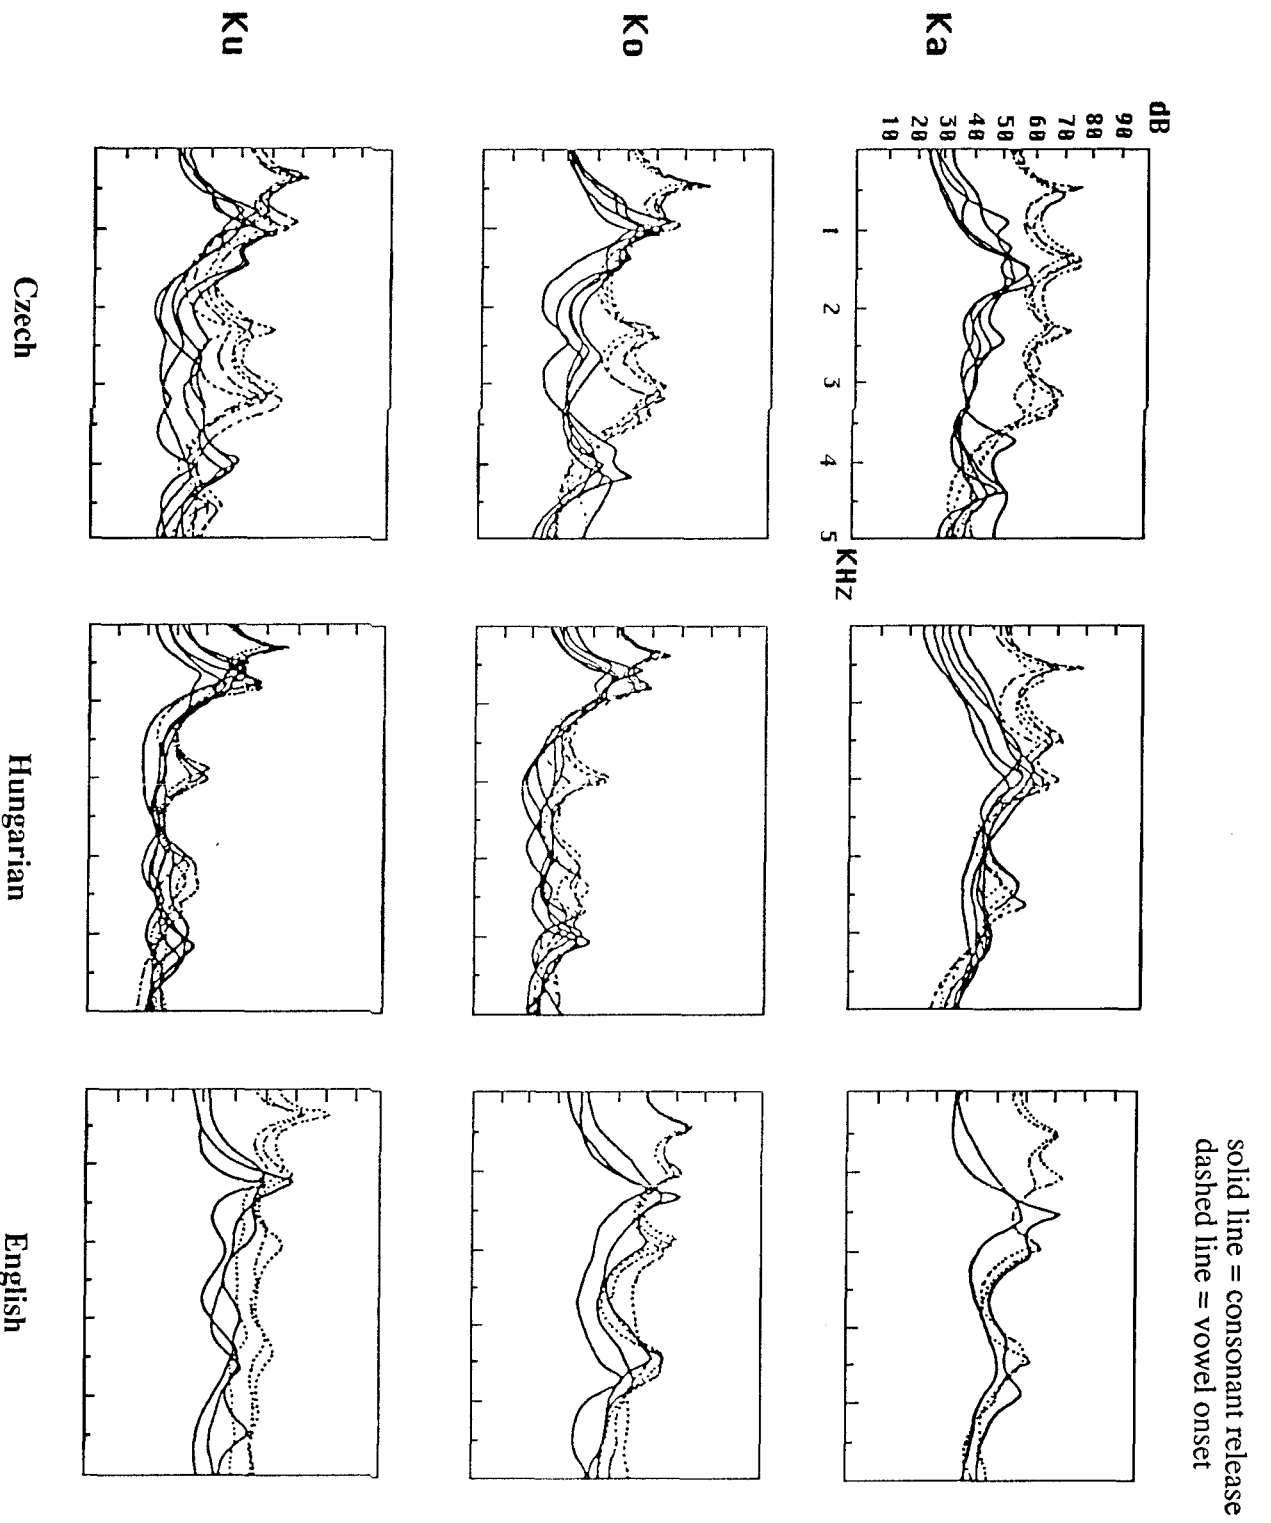 solid line = consonant release
dashed line = vowel onset
Ka
dB
90
80
70
60
50
40
30
20
10
1
2
3
4
5
KHz
Ko
Ku
Czech
Hungarian
English